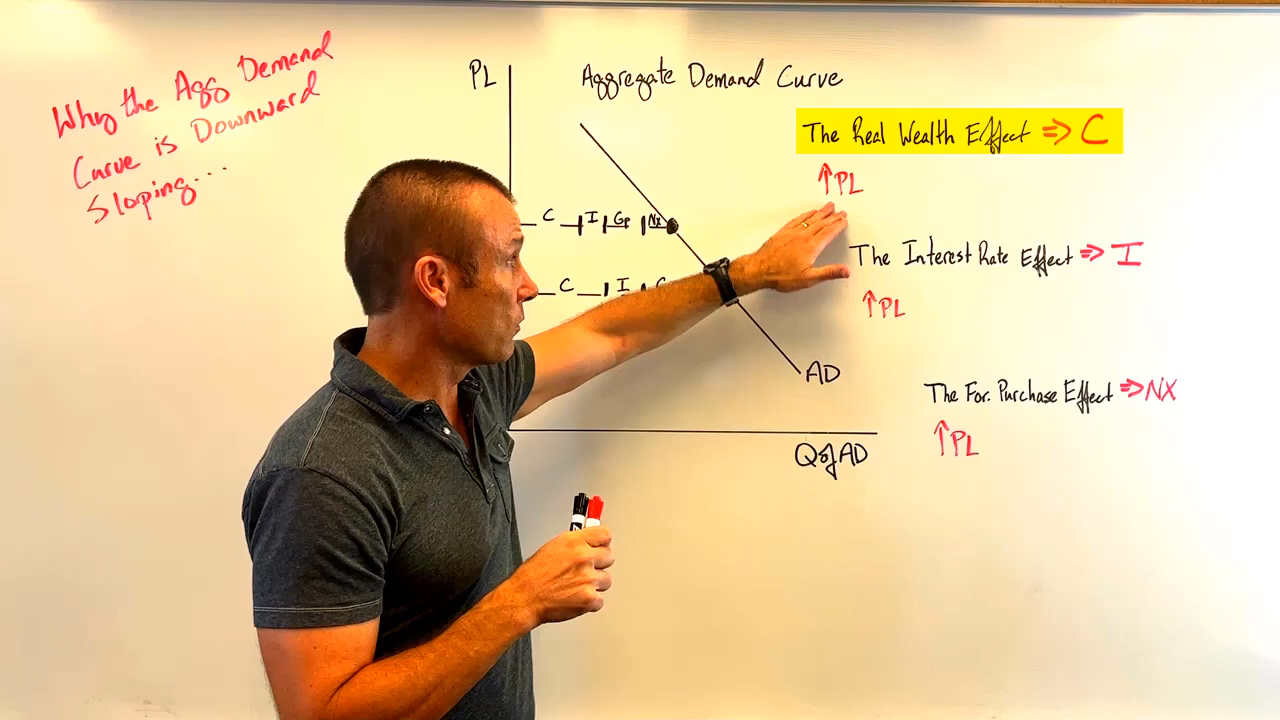 Why the Agg Demand
Curve is Downward
Sloping...
PL
Aggregate Demand Curve
The Real Wealth Effect ⇒ C
↑PL
C I Gp Nx
The Interest Rate Effect ⇒ I
C I
↑PL
AD
The For. Purchase Effect ⇒ NX
↑PL
Q of AD